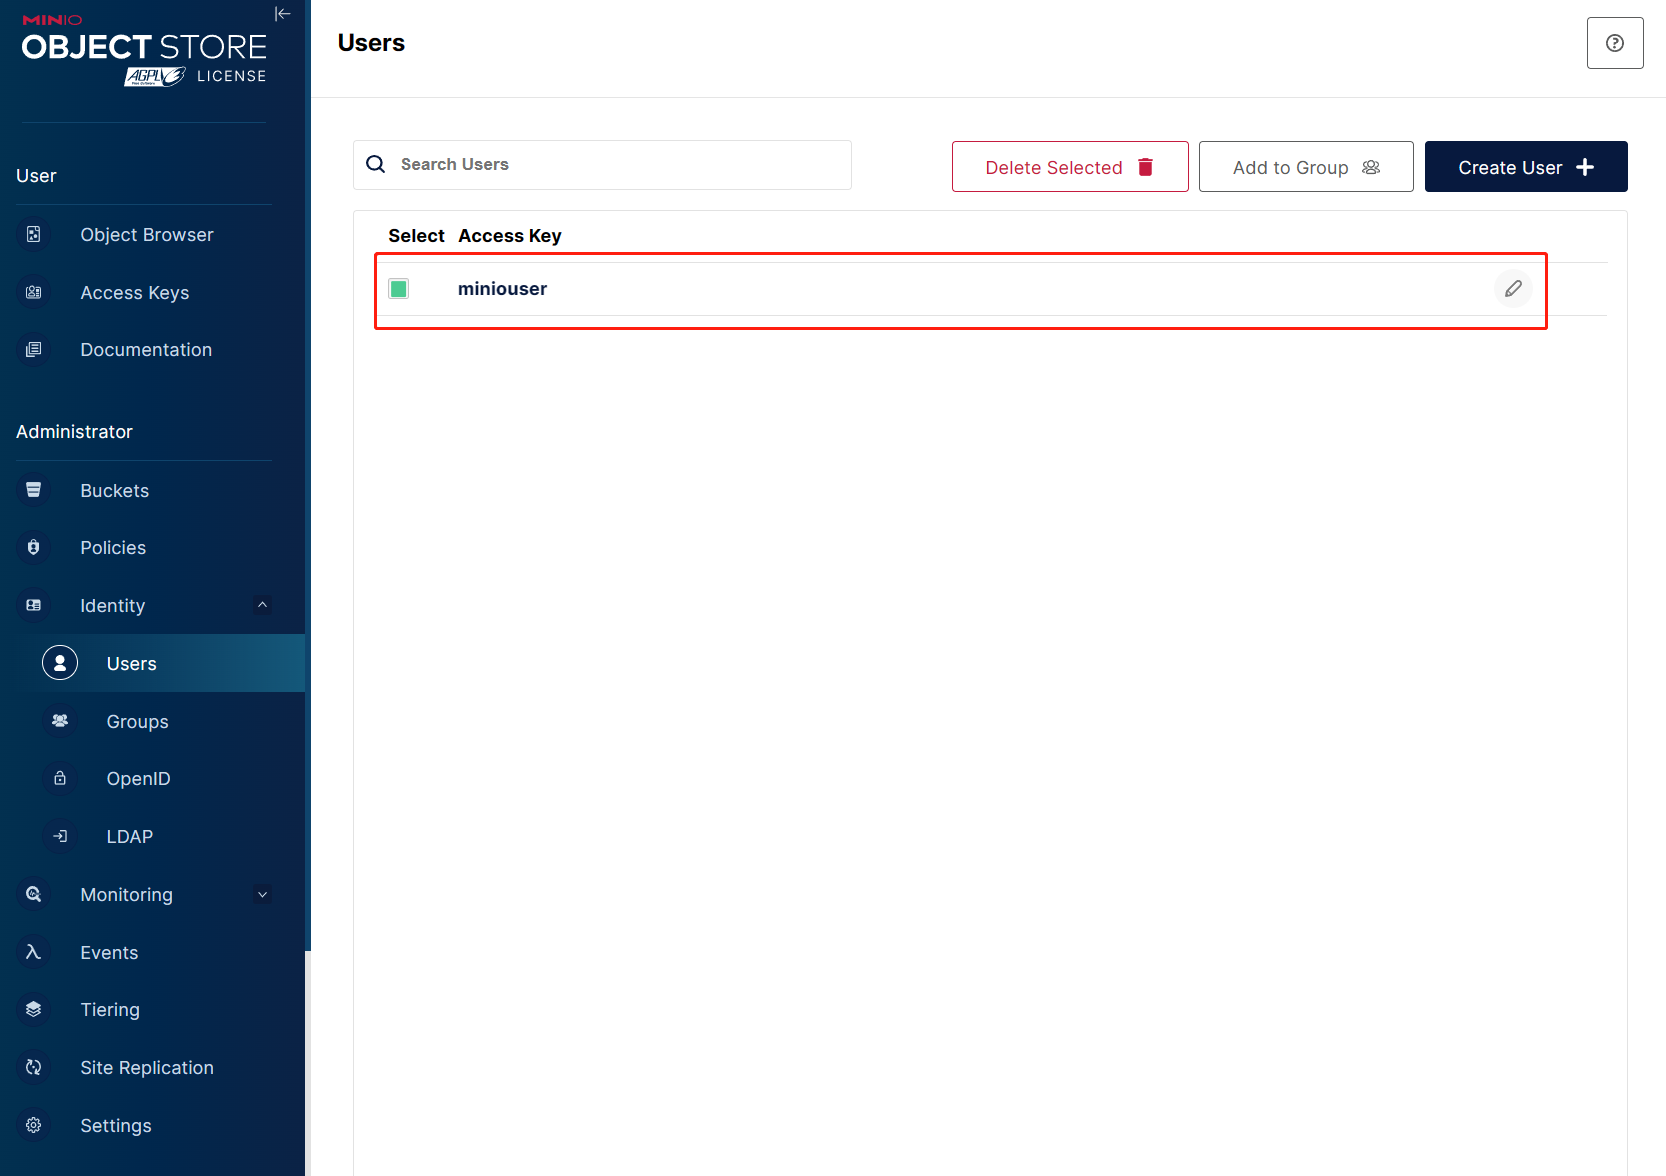 MINIO
OBJECT STORE
AGPL LICENSE
User
Object Browser
Access Keys
Documentation
Administrator
Buckets
Policies
Identity
Users
Groups
OpenID
LDAP
Monitoring
Events
Tiering
Site Replication
Settings
Users
Search Users
Delete Selected
Add to Group
Create User
Select Access Key
miniouser